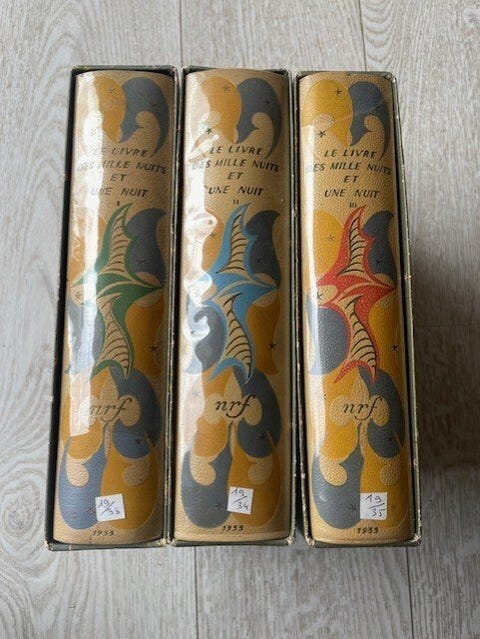 LE LIVRE
DES MILLE NUITS
ET
UNE NUIT
I
nrf
19/33
1955
LE LIVRE
DES MILLE NUITS
ET
UNE NUIT
II
nrf
19/34
1955
LE LIVRE
DES MILLE NUITS
ET
UNE NUIT
III
nrf
19/35
1955